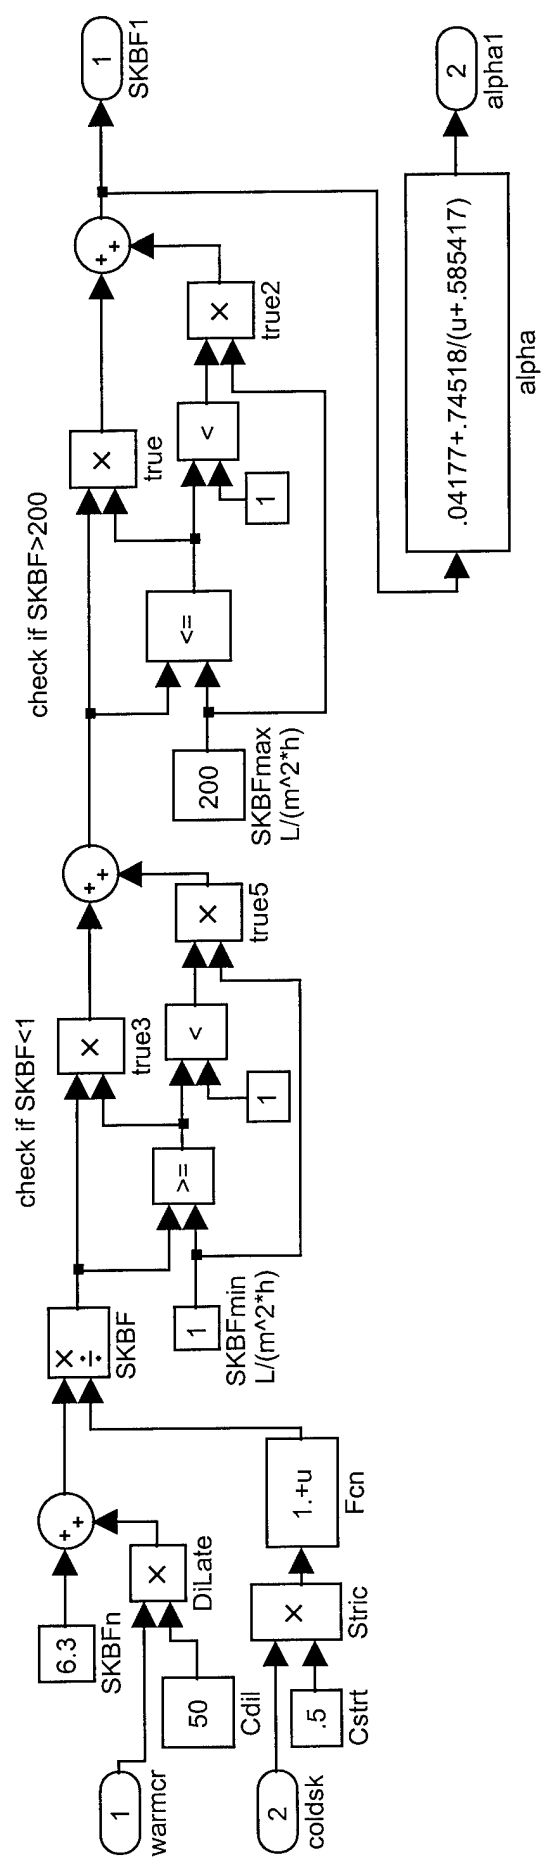 1
warmcr
2
coldsk
6.3
SKBFn
50
Cdil
.5
Cstrt
×
DiLate
×
Stric
+
+
1.+u
Fcn
×
÷
SKBF
1
SKBFmin
L/(m^2*h)
check if SKBF<1
>=
1
×
true3
<
×
true5
+
+
200
SKBFmax
L/(m^2*h)
check if SKBF>200
<=
1
×
true
<
×
true2
+
+
1
SKBF1
.04177+.74518/(u+.585417)
alpha
2
alpha1